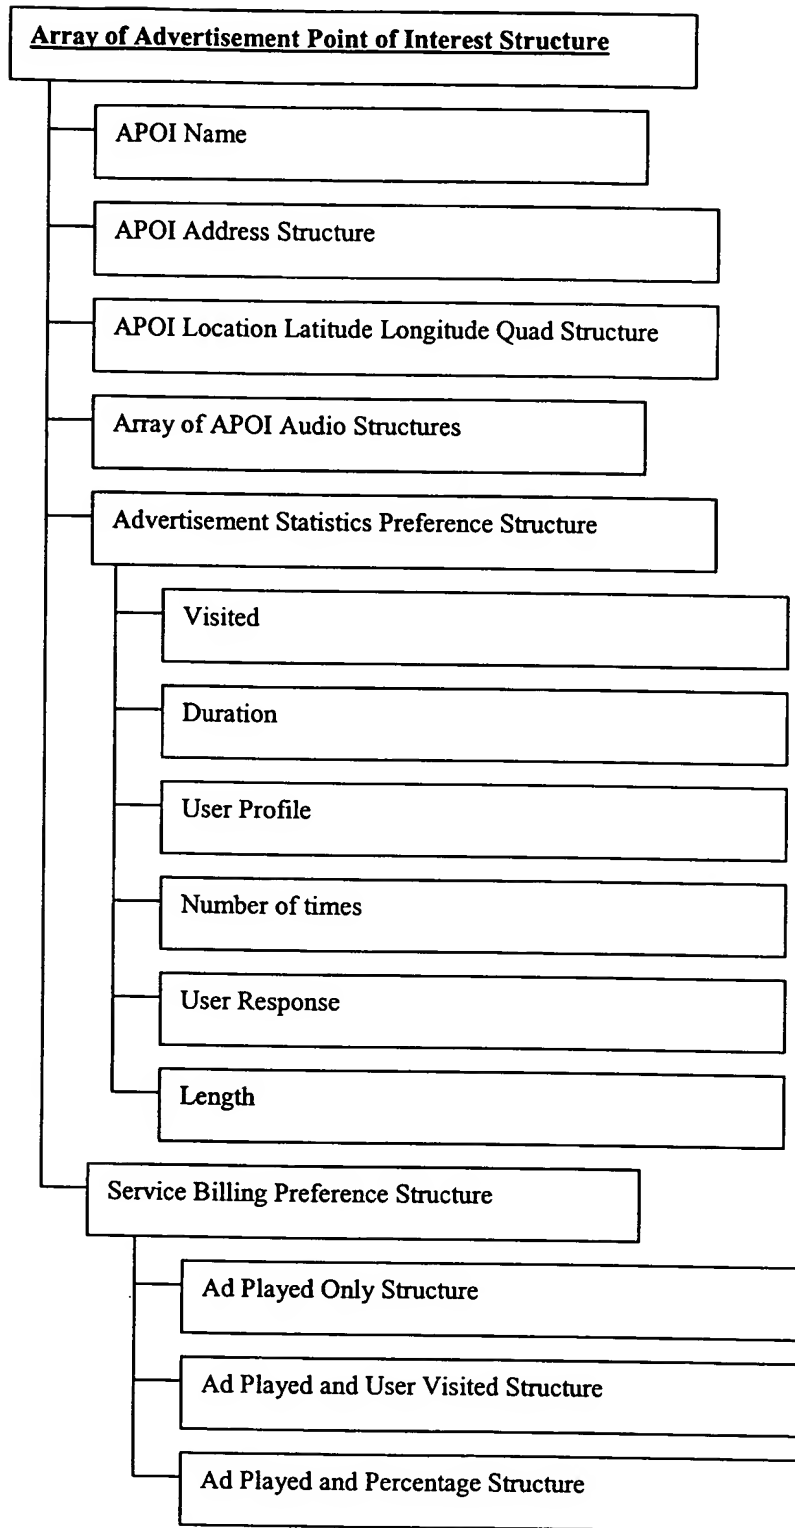 Array of Advertisement Point of Interest Structure
APOI Name
APOI Address Structure
APOI Location Latitude Longitude Quad Structure
Array of APOI Audio Structures
Advertisement Statistics Preference Structure
Visited
Duration
User Profile
Number of times
User Response
Length
Service Billing Preference Structure
Ad Played Only Structure
Ad Played and User Visited Structure
Ad Played and Percentage Structure